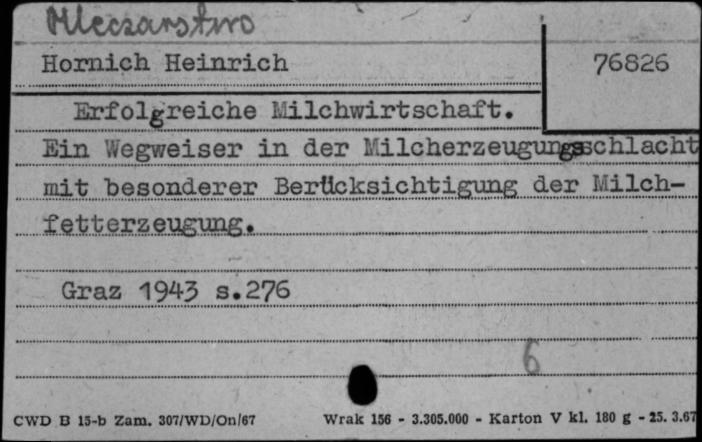 Mleczarstwo
Hornich Heinrich
76826
Erfolgreiche Milchwirtschaft.
Ein Wegweiser in der Milcherzeugungsschlacht
mit besonderer Berücksichtigung der Milch-
fetterzeugung.
Graz 1943 s.276
6
CWD B 15-b Zam. 307/WD/On/67 Wrak 156 - 3.305.000 - Karton V kl. 180 g - 25. 3.67